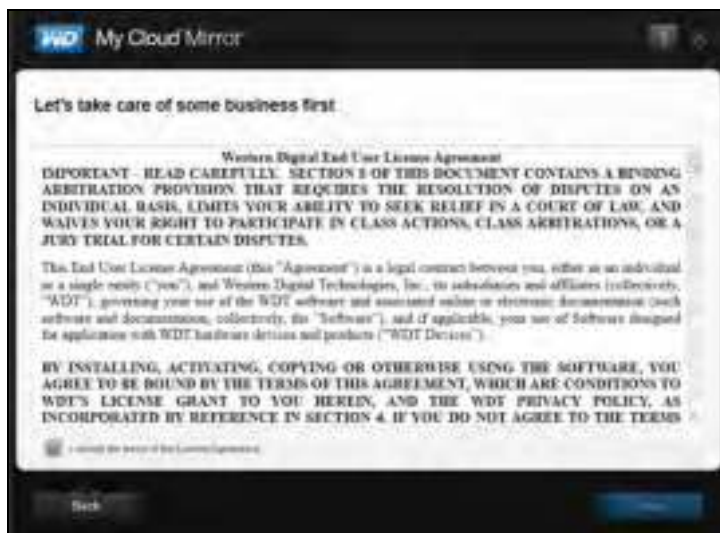 WD My Cloud Mirror
Let's take care of some business first
Western Digital End User License Agreement
IMPORTANT - READ CAREFULLY. SECTION 8 OF THIS DOCUMENT CONTAINS A BINDING
ARBITRATION PROVISION THAT REQUIRES THE RESOLUTION OF DISPUTES ON AN
INDIVIDUAL BASIS, LIMITS YOUR ABILITY TO SEEK RELIEF IN A COURT OF LAW, AND
WAIVES YOUR RIGHT TO PARTICIPATE IN CLASS ACTIONS, CLASS ARBITRATIONS, OR A
JURY TRIAL FOR CERTAIN DISPUTES.
This End User License Agreement (this "Agreement") is a legal contract between you, either as an individual
or a single entity ("you"), and Western Digital Technologies, Inc., its subsidiaries and affiliates (collectively,
"WDT"), governing your use of the WDT software and associated online or electronic documentation (such
software and documentation, collectively, the "Software"), and if applicable, your use of Software designed
for application with WDT hardware devices and products ("WDT Devices").
BY INSTALLING, ACTIVATING, COPYING OR OTHERWISE USING THE SOFTWARE, YOU
AGREE TO BE BOUND BY THE TERMS OF THIS AGREEMENT, WHICH ARE CONDITIONS TO
WDT'S LICENSE GRANT TO YOU HEREIN, AND THE WDT PRIVACY POLICY, AS
INCORPORATED BY REFERENCE IN SECTION 4. IF YOU DO NOT AGREE TO THE TERMS
I accept the terms of the License Agreement
Back